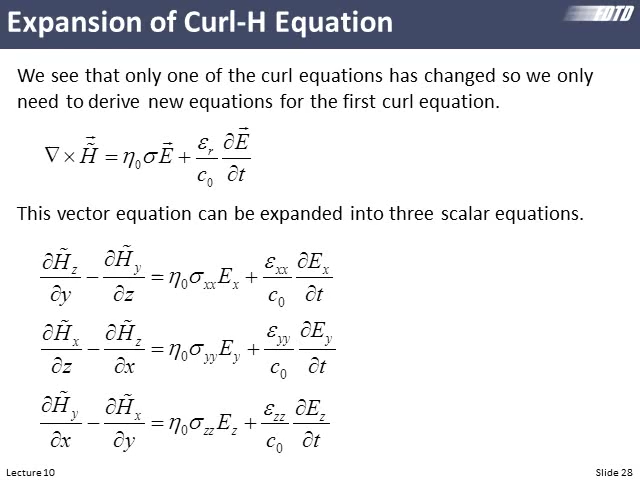 Expansion of Curl-H Equation
FDTD
We see that only one of the curl equations has changed so we only
need to derive new equations for the first curl equation.
∇ × H̃⃗ = η₀σE⃗ + (εᵣ/c₀) ∂E⃗/∂t
This vector equation can be expanded into three scalar equations.
∂H̃_z/∂y − ∂H̃_y/∂z = η₀σ_xx E_x + (ε_xx/c₀) ∂E_x/∂t
∂H̃_x/∂z − ∂H̃_z/∂x = η₀σ_yy E_y + (ε_yy/c₀) ∂E_y/∂t
∂H̃_y/∂x − ∂H̃_x/∂y = η₀σ_zz E_z + (ε_zz/c₀) ∂E_z/∂t
Lecture 10
Slide 28